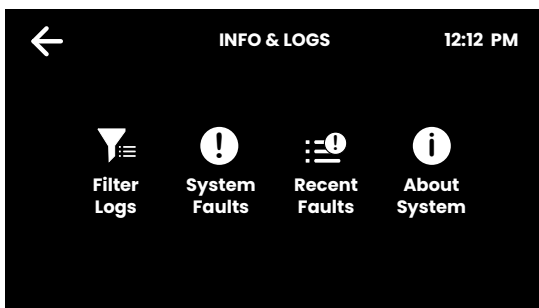 INFO & LOGS 12:12 PM
Filter Logs
System Faults
Recent Faults
About System